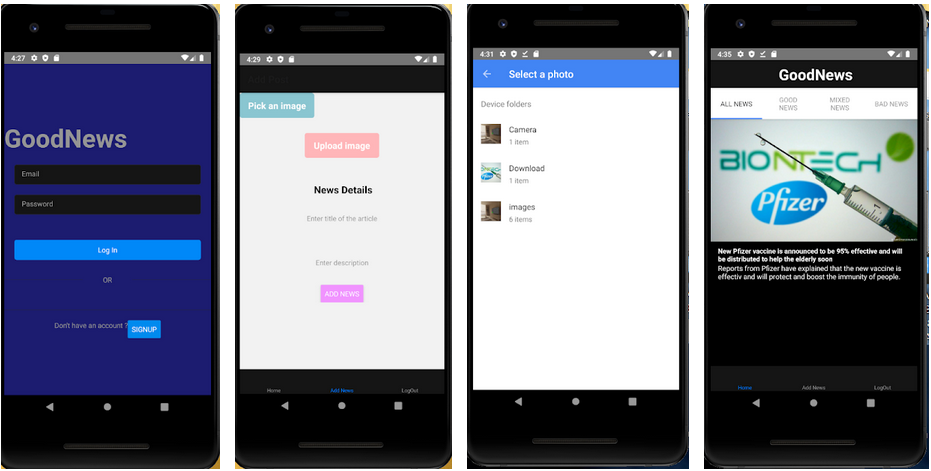 4:27
GoodNews
Email
Password
Log In
OR
Don't have an account ?
SIGNUP
4:29
Add Post
Pick an image
Upload image
News Details
Enter title of the article
Enter description
ADD NEWS
Home
Add News
LogOut
4:31
Select a photo
Device folders
Camera
1 item
Download
1 item
images
6 items
4:35
GoodNews
ALL NEWS
GOOD
NEWS
MIXED
NEWS
BAD NEWS
BIONTECH
Pfizer
New Pfizer vaccine is announced to be 95% effective and will
be distributed to help the elderly soon
Reports from Pfizer have explained that the new vaccine is
effectiv and will protect and boost the immunity of people.
Home
Add News
LogOut